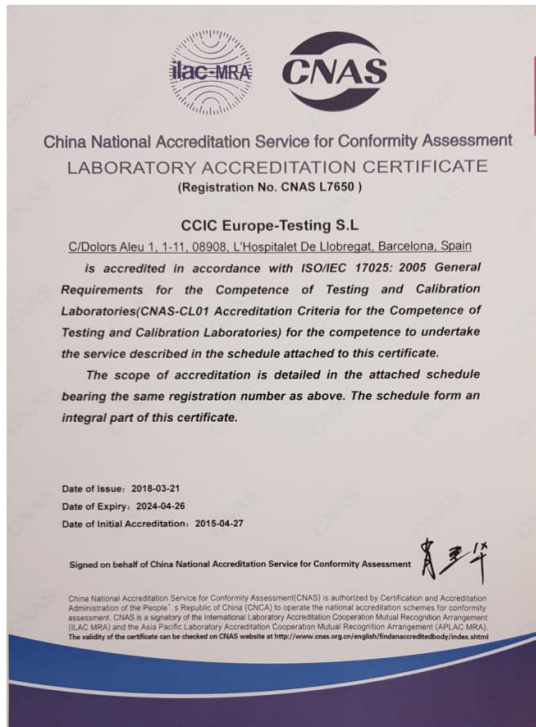 ilac-MRA
CNAS
China National Accreditation Service for Conformity Assessment
LABORATORY ACCREDITATION CERTIFICATE
(Registration No. CNAS L7650 )
CCIC Europe-Testing S.L
C/Dolors Aleu 1, 1-11, 08908, L'Hospitalet De Llobregat, Barcelona, Spain
is accredited in accordance with ISO/IEC 17025: 2005 General
Requirements for the Competence of Testing and Calibration
Laboratories(CNAS-CL01 Accreditation Criteria for the Competence of
Testing and Calibration Laboratories) for the competence to undertake
the service described in the schedule attached to this certificate.
The scope of accreditation is detailed in the attached schedule
bearing the same registration number as above. The schedule form an
integral part of this certificate.
Date of Issue: 2018-03-21
Date of Expiry: 2024-04-26
Date of Initial Accreditation: 2015-04-27
Signed on behalf of China National Accreditation Service for Conformity Assessment
China National Accreditation Service for Conformity Assessment(CNAS) is authorized by Certification and Accreditation
Administration of the People's Republic of China (CNCA) to operate the national accreditation schemes for conformity
assessment. CNAS is a signatory of the International Laboratory Accreditation Cooperation Mutual Recognition Arrangement
(ILAC MRA) and the Asia Pacific Laboratory Accreditation Cooperation Mutual Recognition Arrangement (APLAC MRA).
The validity of the certificate can be checked on CNAS website at http://www.cnas.org.cn/english/findanaccreditedbody/index.shtml